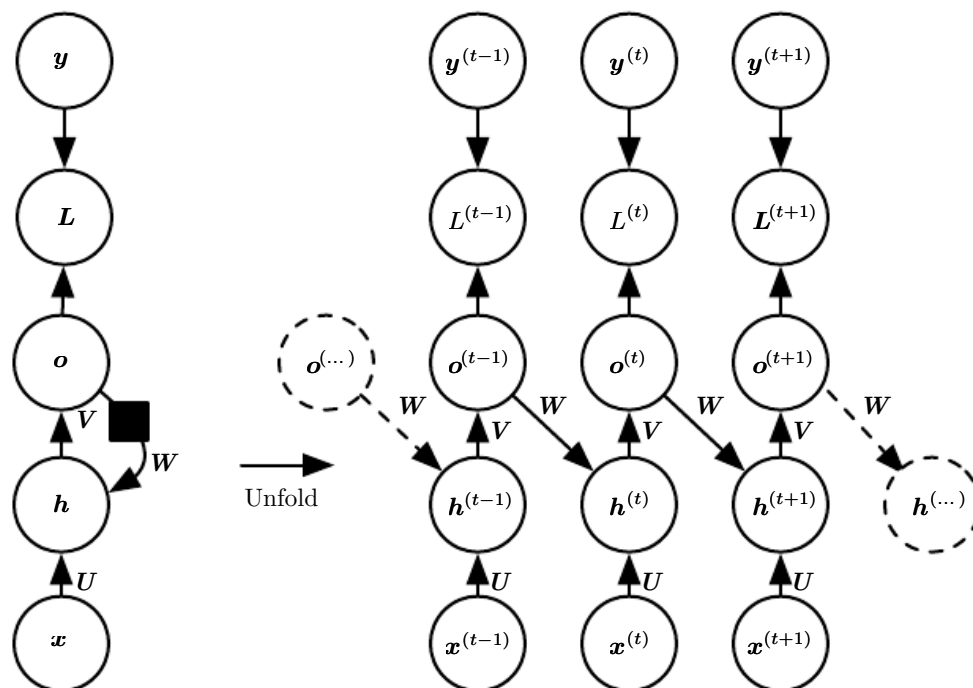 y y^(t−1) y^(t) y^(t+1)
L L^(t−1) L^(t) L^(t+1)
o o^(...) o^(t−1) o^(t) o^(t+1)
W W W W
V V V V
W
Unfold
h h^(t−1) h^(t) h^(t+1) h^(...)
U U U U
x x^(t−1) x^(t) x^(t+1)